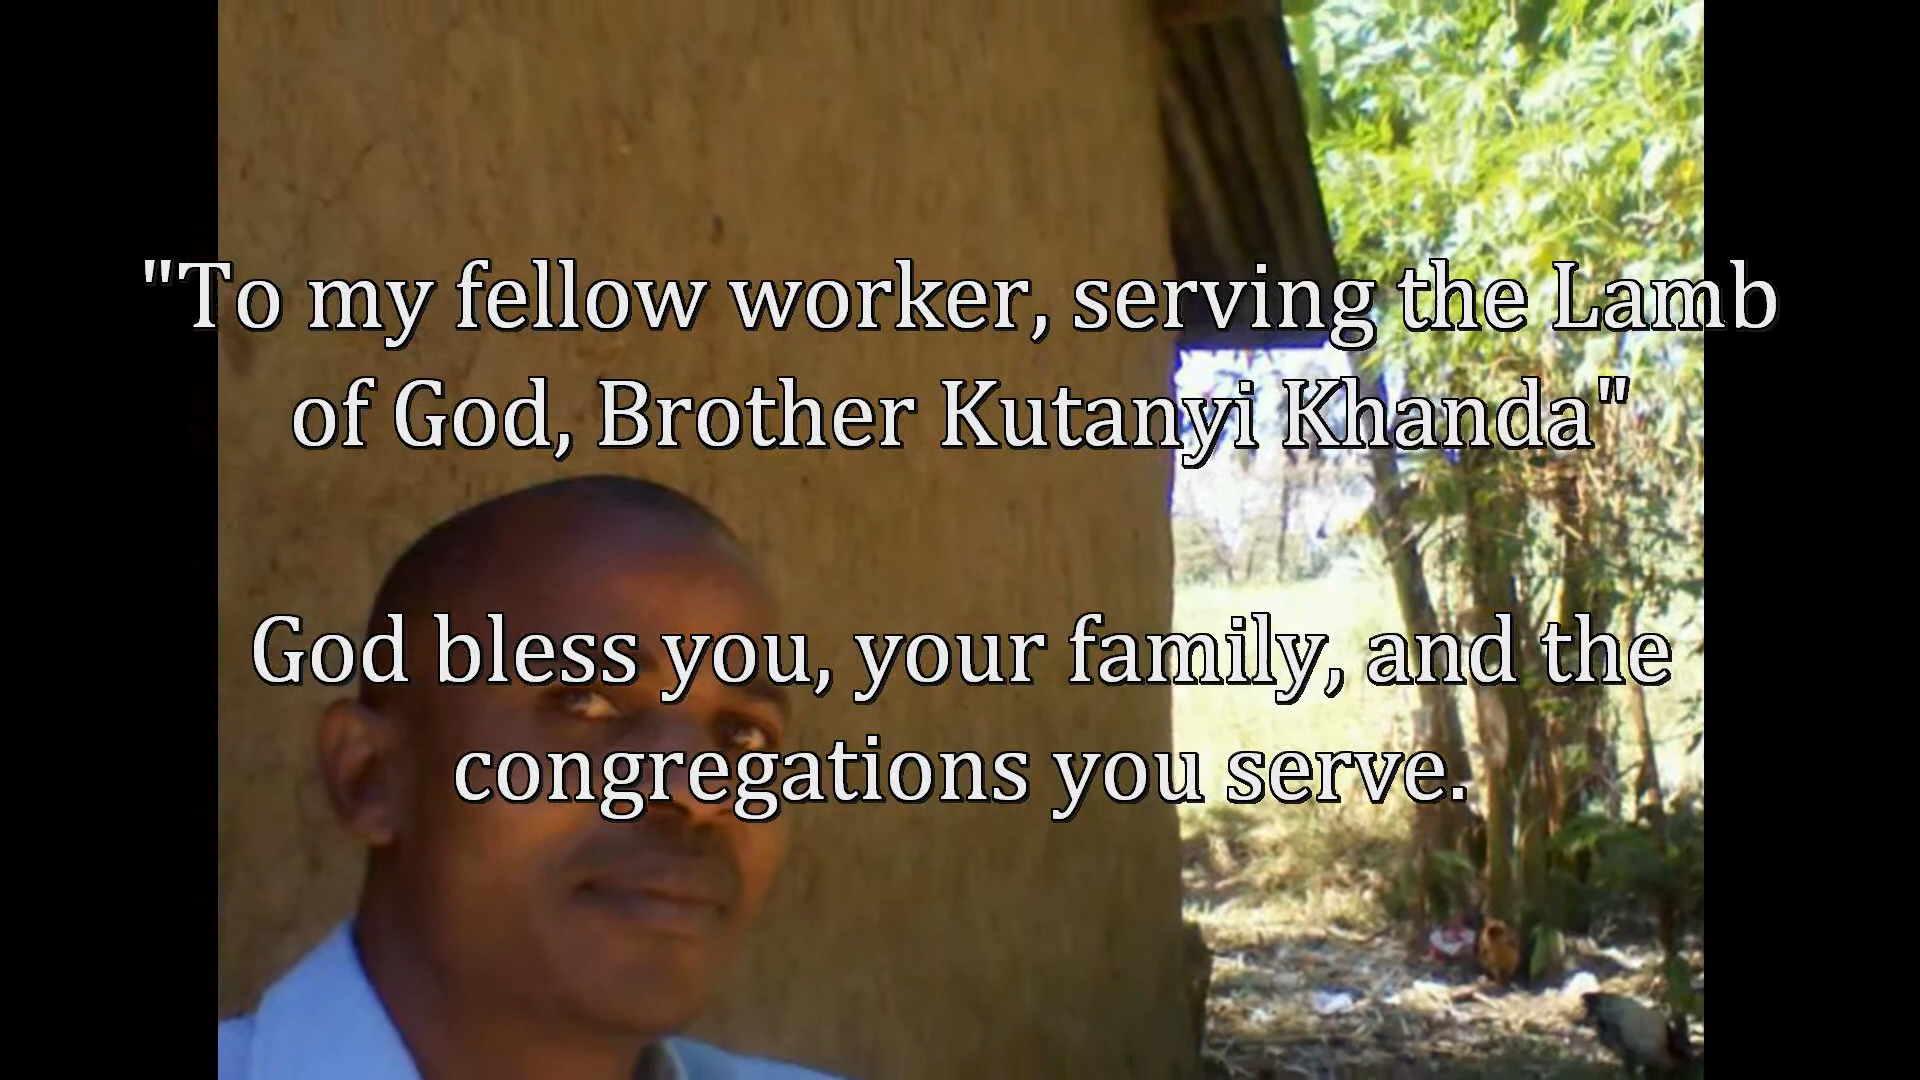 "To my fellow worker, serving the Lamb
of God, Brother Kutanyi Khanda"
God bless you, your family, and the
congregations you serve.